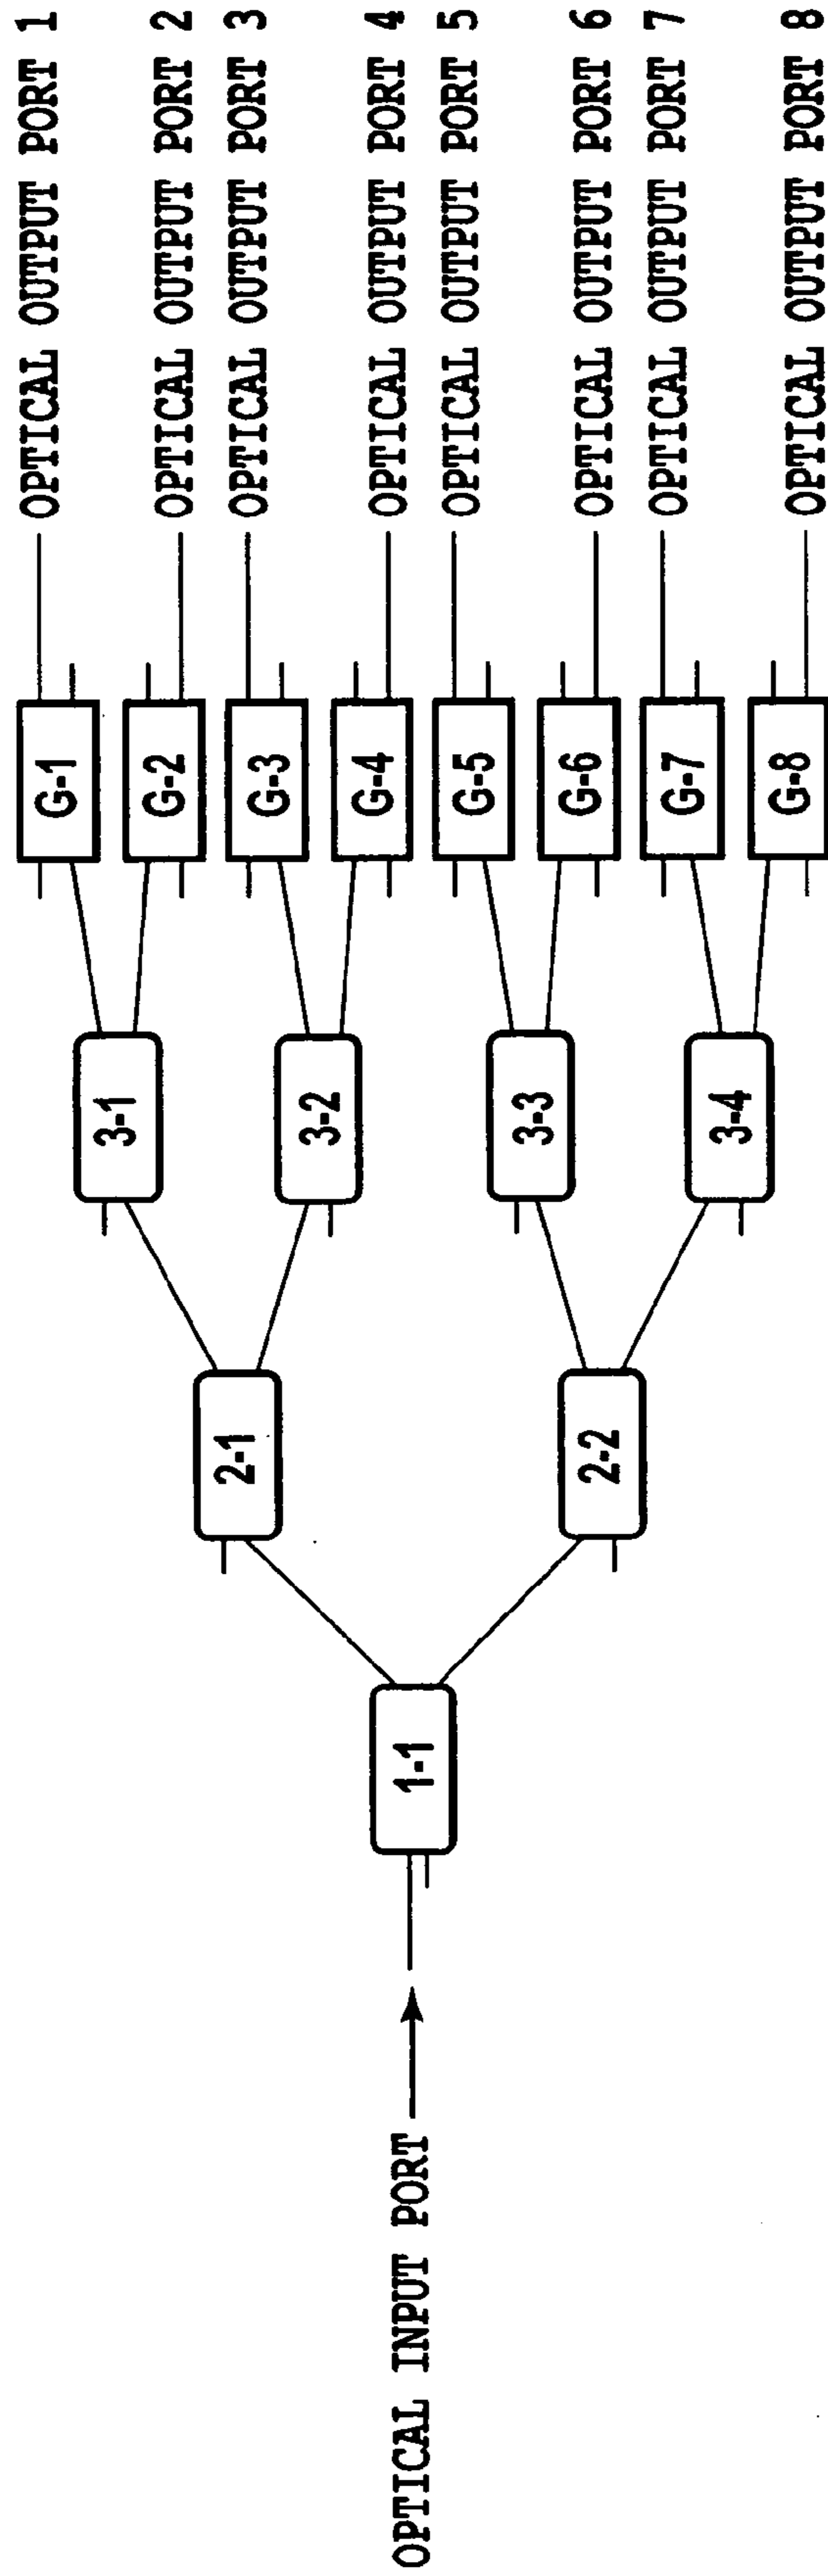 OPTICAL INPUT PORT
1-1
2-1
2-2
3-1
3-2
3-3
3-4
G-1
G-2
G-3
G-4
G-5
G-6
G-7
G-8
OPTICAL OUTPUT PORT 1
OPTICAL OUTPUT PORT 2
OPTICAL OUTPUT PORT 3
OPTICAL OUTPUT PORT 4
OPTICAL OUTPUT PORT 5
OPTICAL OUTPUT PORT 6
OPTICAL OUTPUT PORT 7
OPTICAL OUTPUT PORT 8